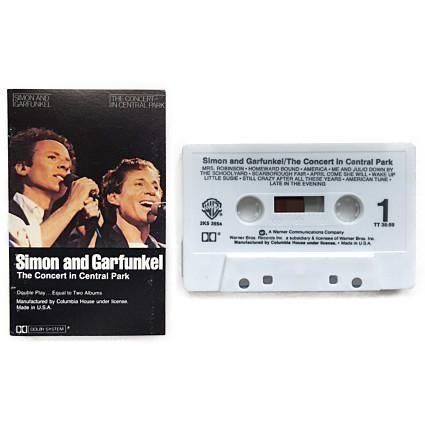 SIMON AND
GARFUNKEL
THE CONCERT
IN CENTRAL PARK
Simon and Garfunkel
The Concert in Central Park
Double Play...Equal to Two Albums
Manufactured by Columbia House under license.
Made in U.S.A.
DOLBY SYSTEM
Simon and Garfunkel/The Concert in Central Park
MRS. ROBINSON • HOMEWARD BOUND • AMERICA • ME AND JULIO DOWN BY
THE SCHOOLYARD • SCARBOROUGH FAIR • APRIL COME SHE WILL • WAKE UP
LITTLE SUSIE • STILL CRAZY AFTER ALL THESE YEARS • AMERICAN TUNE •
LATE IN THE EVENING
2KS 3654
1
A Warner Communications Company
Warner Bros. Records Inc. a subsidiary & licensee of Warner Bros. Inc.
Manufactured by Columbia House under license. • Made in U.S.A.